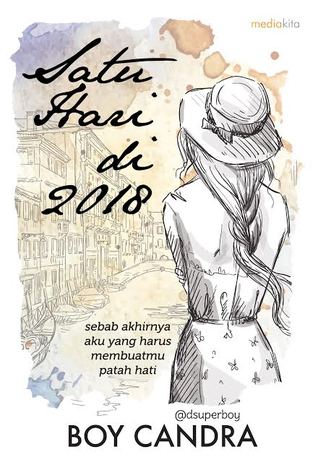 mediakita
Satu
Hari
di
2018
sebab akhirnya
aku yang harus
membuatmu
patah hati
@dsuperboy
BOY CANDRA